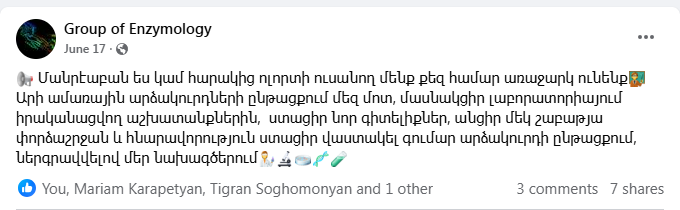 Group of Enzymology
June 17 ·
Մանրէաբան ես կամ հարակից ոլորտի ուսանող մենք քեզ համար առաջարկ ունենք
Արի ամառային արձակուրդների ընթացքում մեզ մոտ, մասնակցիր լաբորատորիայում
իրականացվող աշխատանքներին, ստացիր նոր գիտելիքներ, անցիր մեկ շաբաթյա
փորձաշրջան և հնարավորություն ստացիր վաստակել գումար արձակուրդի ընթացքում,
ներգրավվելով մեր նախագծերում
You, Mariam Karapetyan, Tigran Soghomonyan and 1 other 3 comments 7 shares